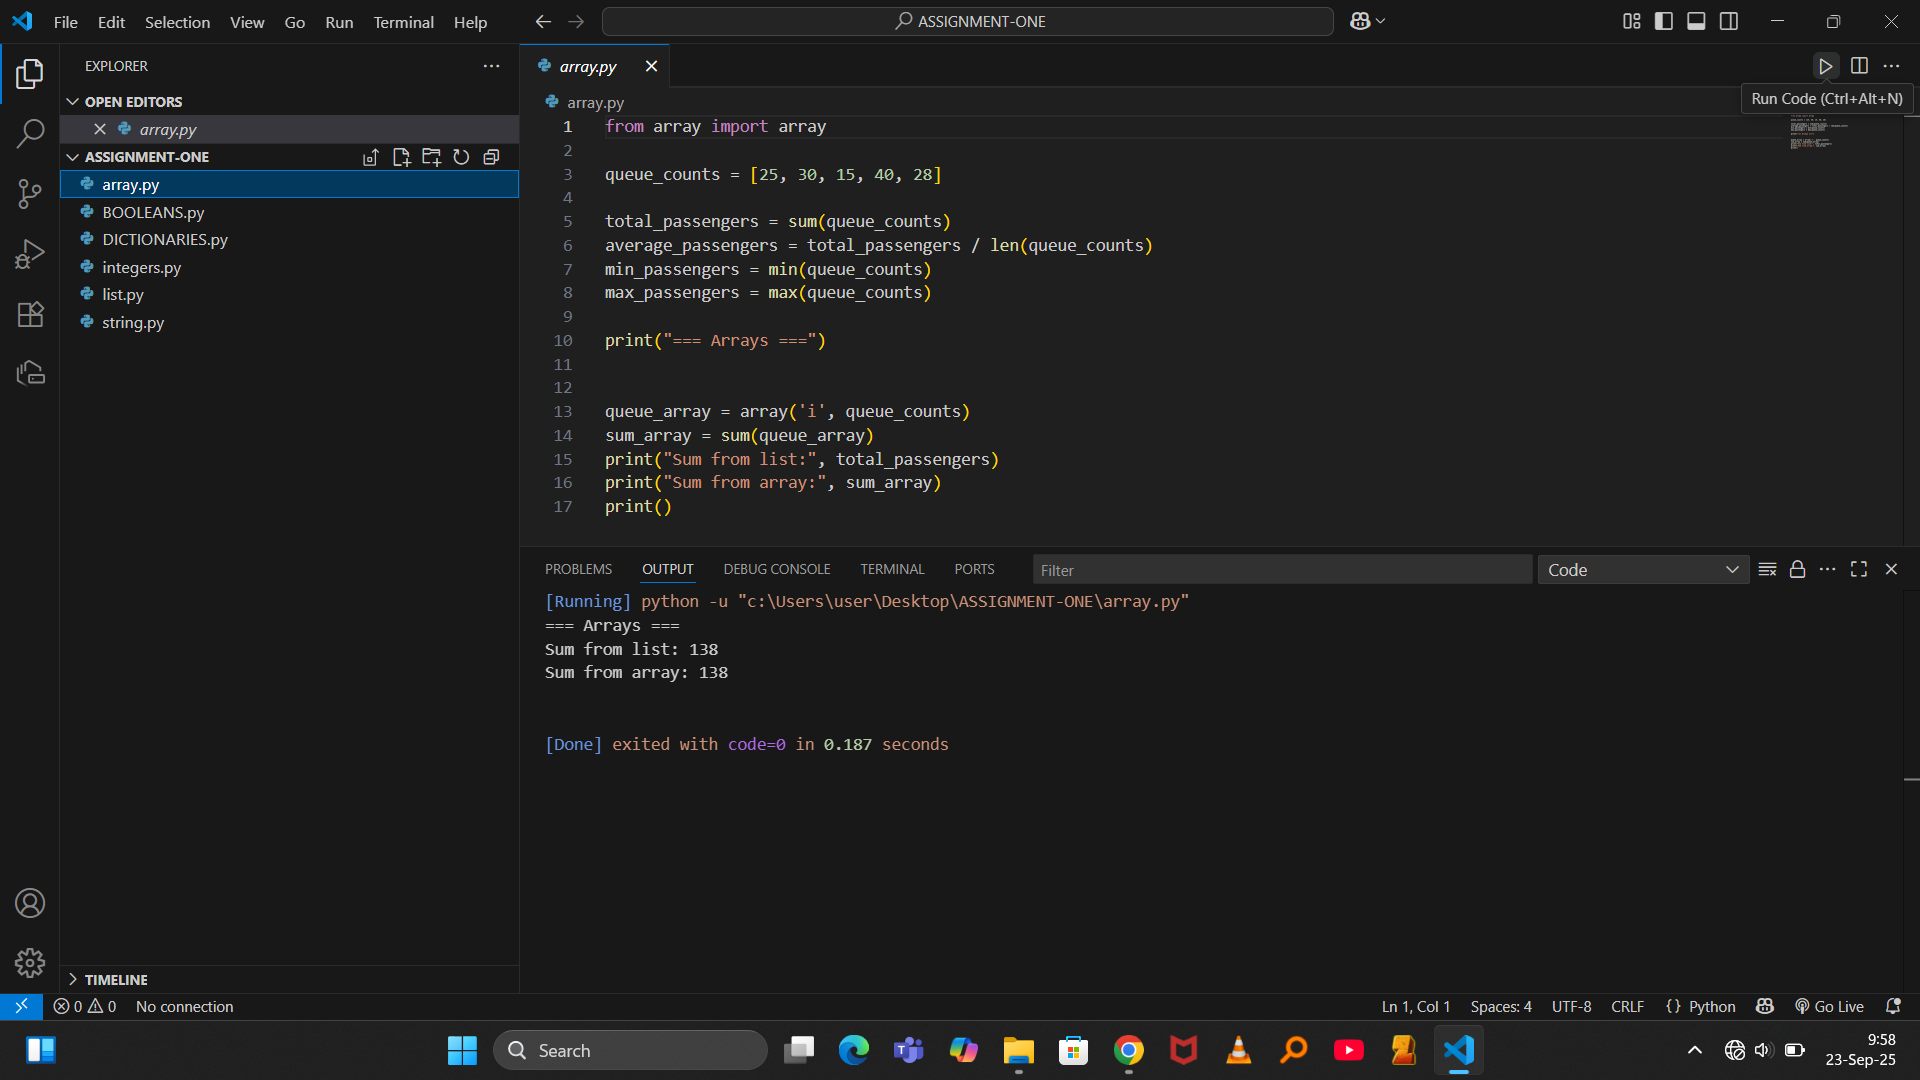 File Edit Selection View Go Run Terminal Help
ASSIGNMENT-ONE
EXPLORER
OPEN EDITORS
array.py
ASSIGNMENT-ONE
array.py
BOOLEANS.py
DICTIONARIES.py
integers.py
list.py
string.py
TIMELINE
array.py
Run Code (Ctrl+Alt+N)
array.py
1 from array import array
2
3 queue_counts = [25, 30, 15, 40, 28]
4
5 total_passengers = sum(queue_counts)
6 average_passengers = total_passengers / len(queue_counts)
7 min_passengers = min(queue_counts)
8 max_passengers = max(queue_counts)
9
10 print("=== Arrays ===")
11
12
13 queue_array = array('i', queue_counts)
14 sum_array = sum(queue_array)
15 print("Sum from list:", total_passengers)
16 print("Sum from array:", sum_array)
17 print()
PROBLEMS OUTPUT DEBUG CONSOLE TERMINAL PORTS Filter Code
[Running] python -u "c:\Users\user\Desktop\ASSIGNMENT-ONE\array.py"
=== Arrays ===
Sum from list: 138
Sum from array: 138
[Done] exited with code=0 in 0.187 seconds
0 0 No connection Ln 1, Col 1 Spaces: 4 UTF-8 CRLF {} Python Go Live
Search
9:58
23-Sep-25